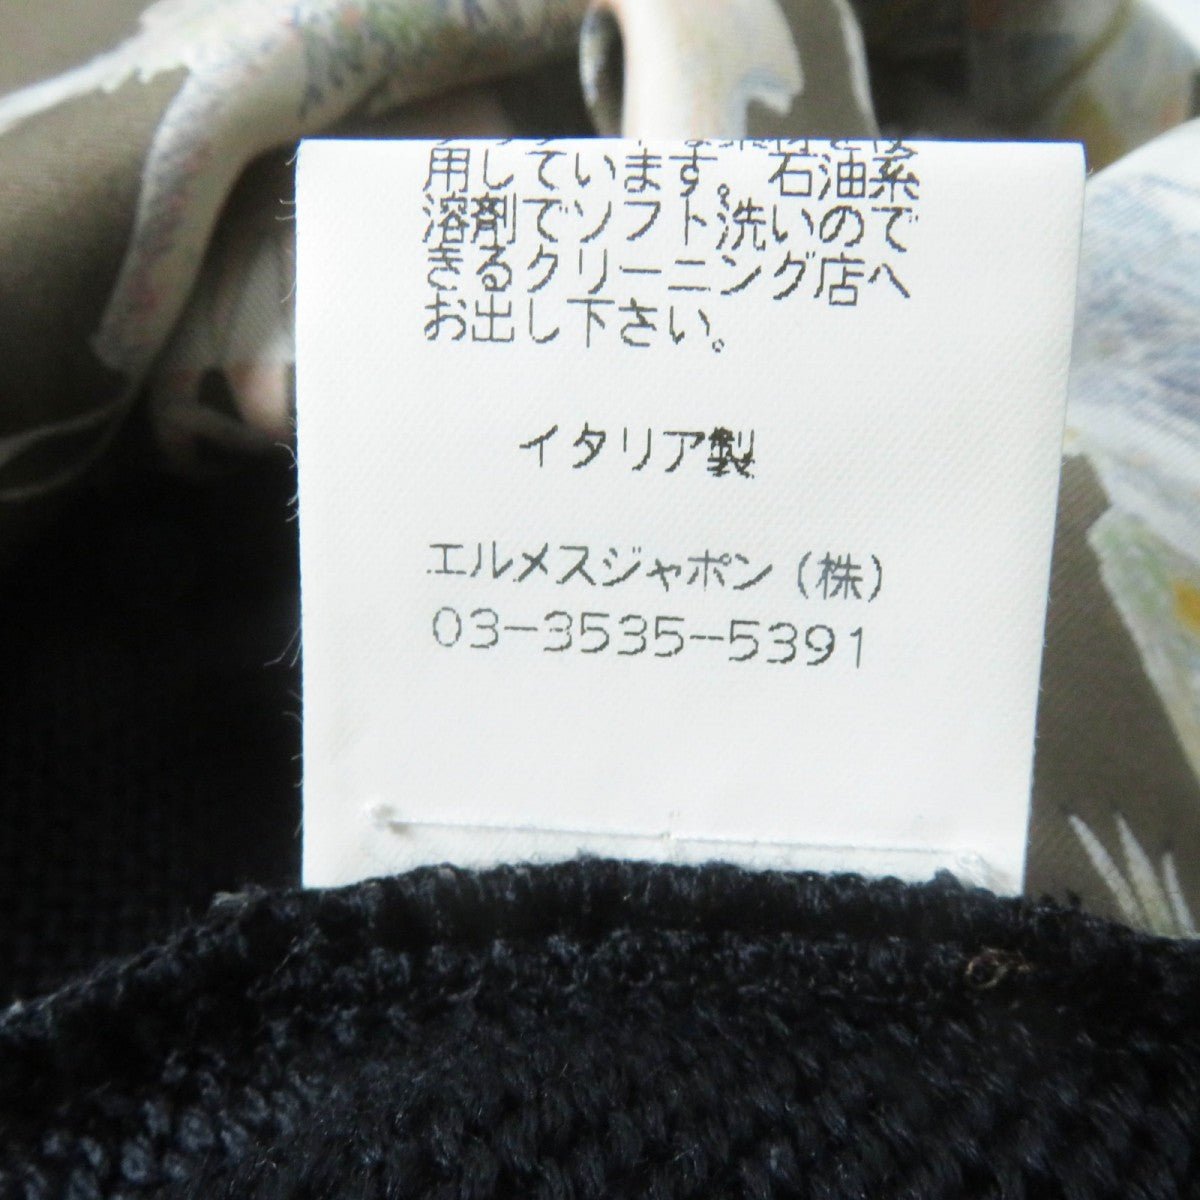 用しています。石油系
溶剤でソフト洗いので
きるクリーニング店へ
お出し下さい。
イタリア製
エルメスジャポン(株)
03-3535-5391